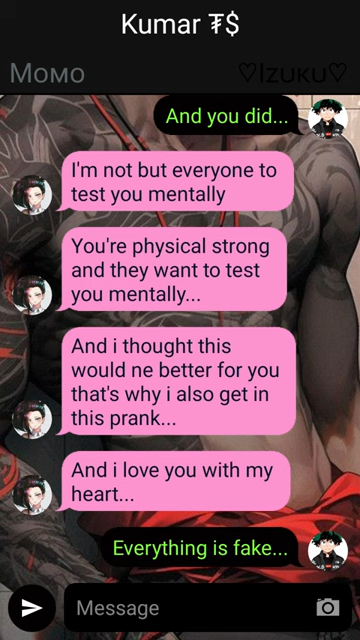 Kumar ₮$
Momo ♡Izuku♡
And you did...
I'm not but everyone to
test you mentally
You're physical strong
and they want to test
you mentally...
And i thought this
would ne better for you
that's why i also get in
this prank...
And i love you with my
heart...
Everything is fake...
Message